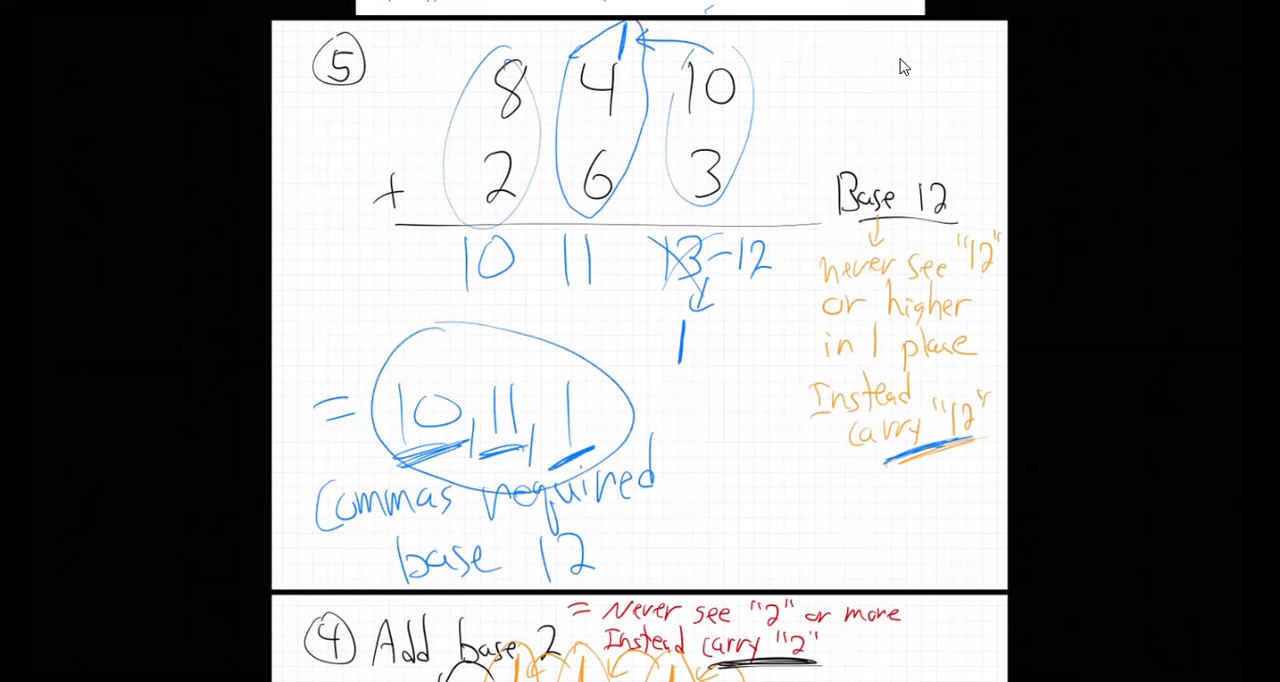 5
1
8 4 10
+ 2 6 3
Base 12
10 11 13 - 12
1
never see "12"
or higher
in 1 place
Instead
carry "12"
= 10, 11, 1
Commas required
base 12
4 Add base 2 = Never see "2" or more
Instead carry "2"